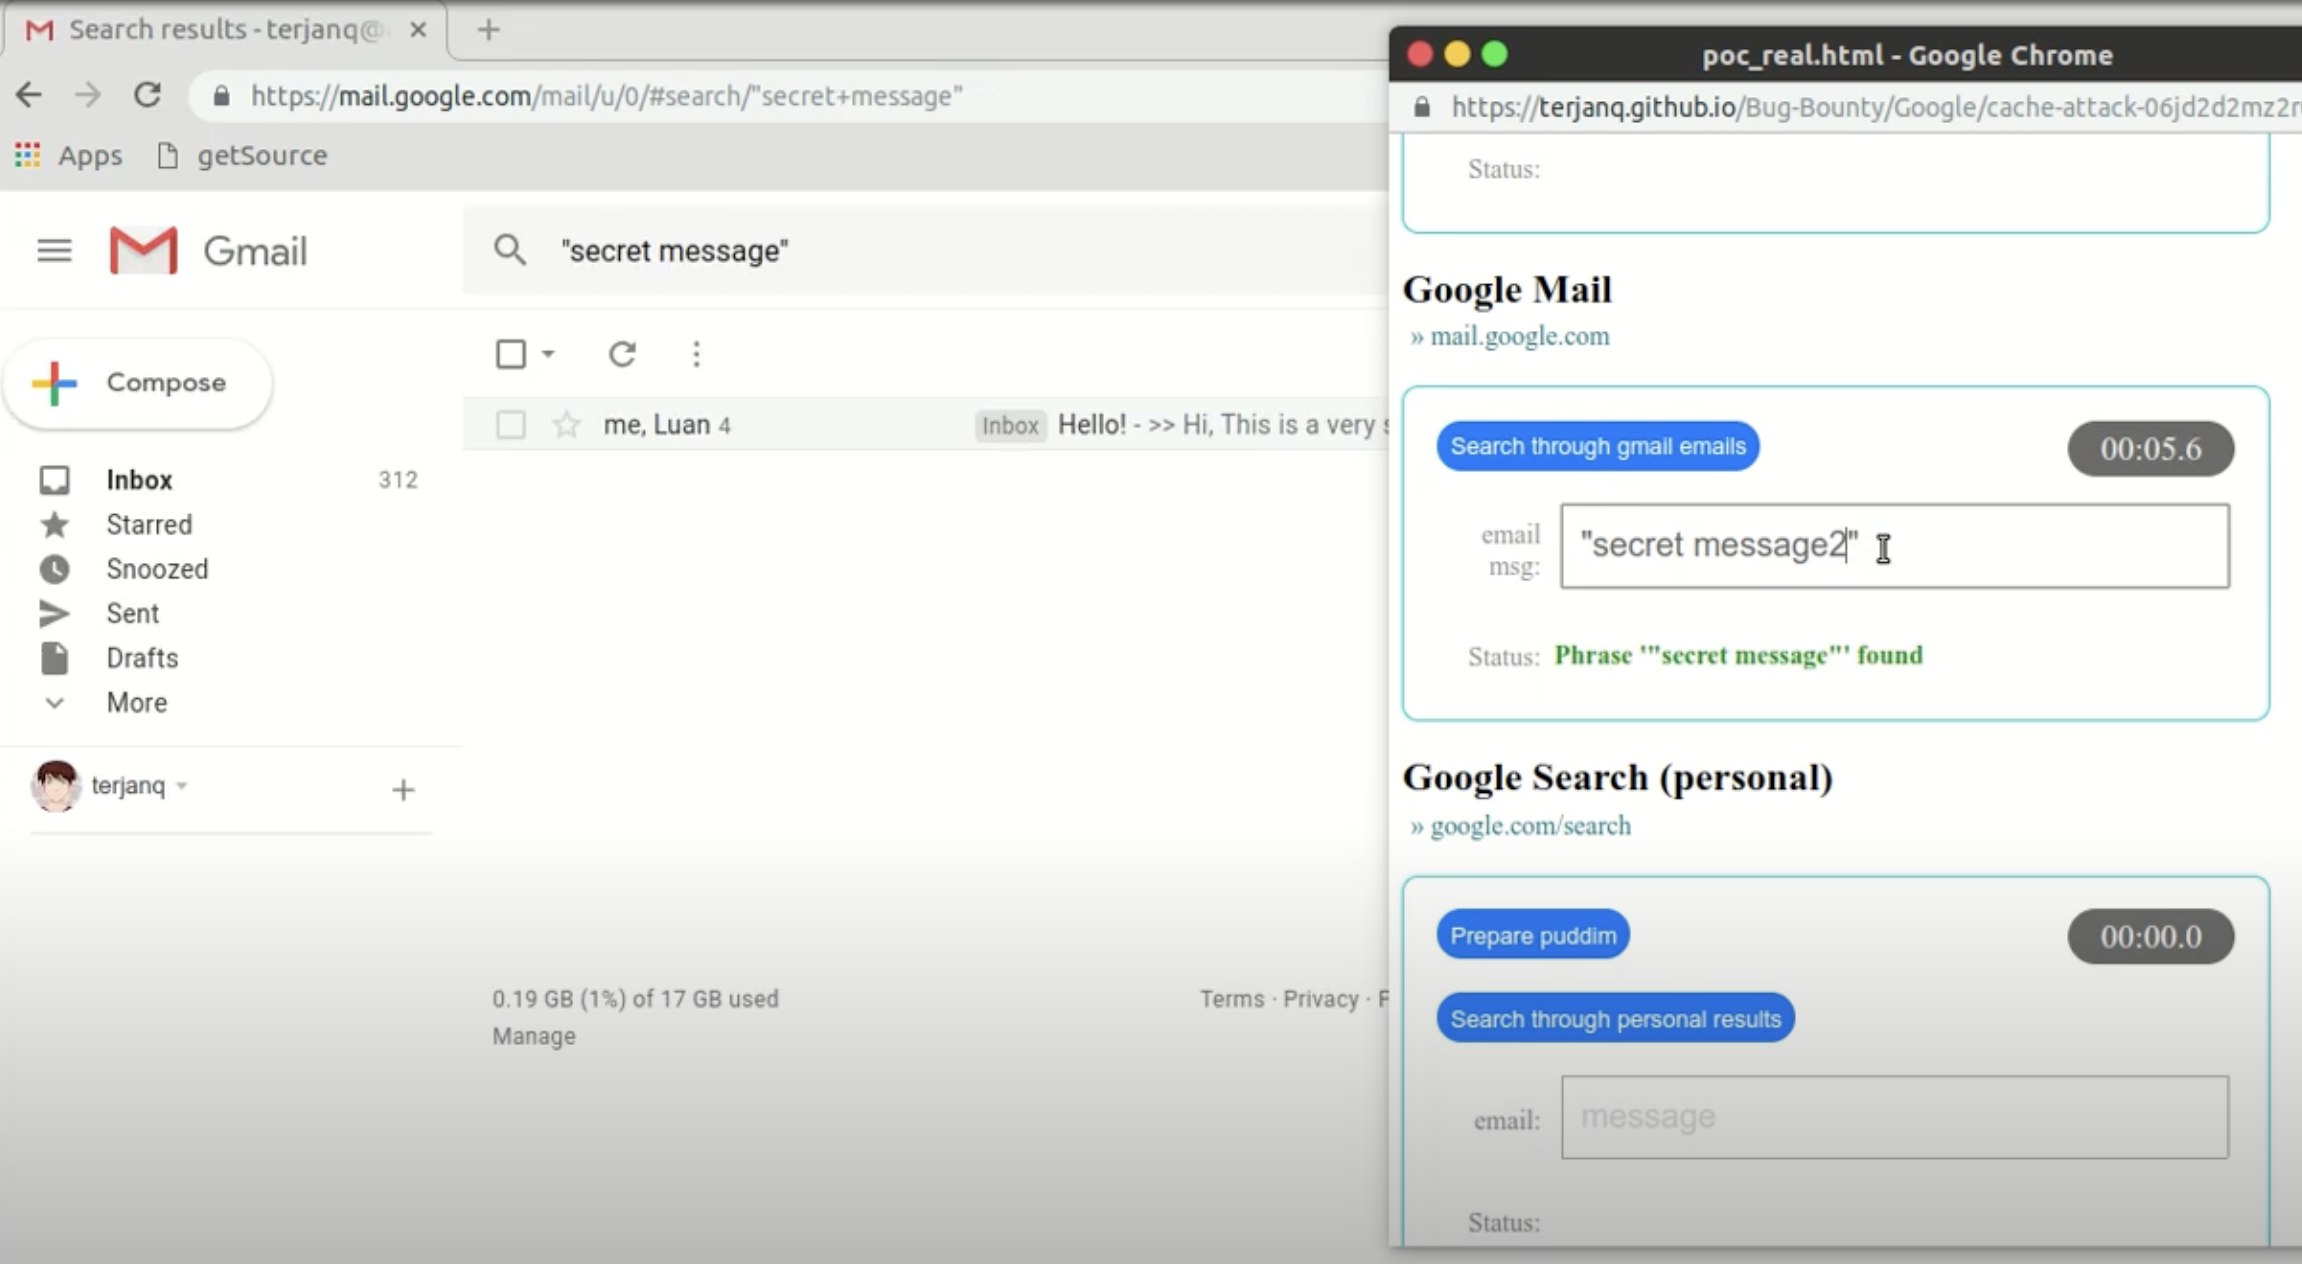 Search results - terjanq@
https://mail.google.com/mail/u/0/#search/"secret+message"
Apps getSource
Gmail
"secret message"
Compose
me, Luan 4 Inbox Hello! - >> Hi, This is a very
Inbox 312
Starred
Snoozed
Sent
Drafts
More
terjanq
0.19 GB (1%) of 17 GB used
Manage
Terms · Privacy ·
poc_real.html - Google Chrome
https://terjanq.github.io/Bug-Bounty/Google/cache-attack-06jd2d2mz2r
Status:
Google Mail
» mail.google.com
Search through gmail emails 00:05.6
email
msg:
"secret message2"
Status: Phrase '"secret message"' found
Google Search (personal)
» google.com/search
Prepare puddim 00:00.0
Search through personal results
email: message
Status: